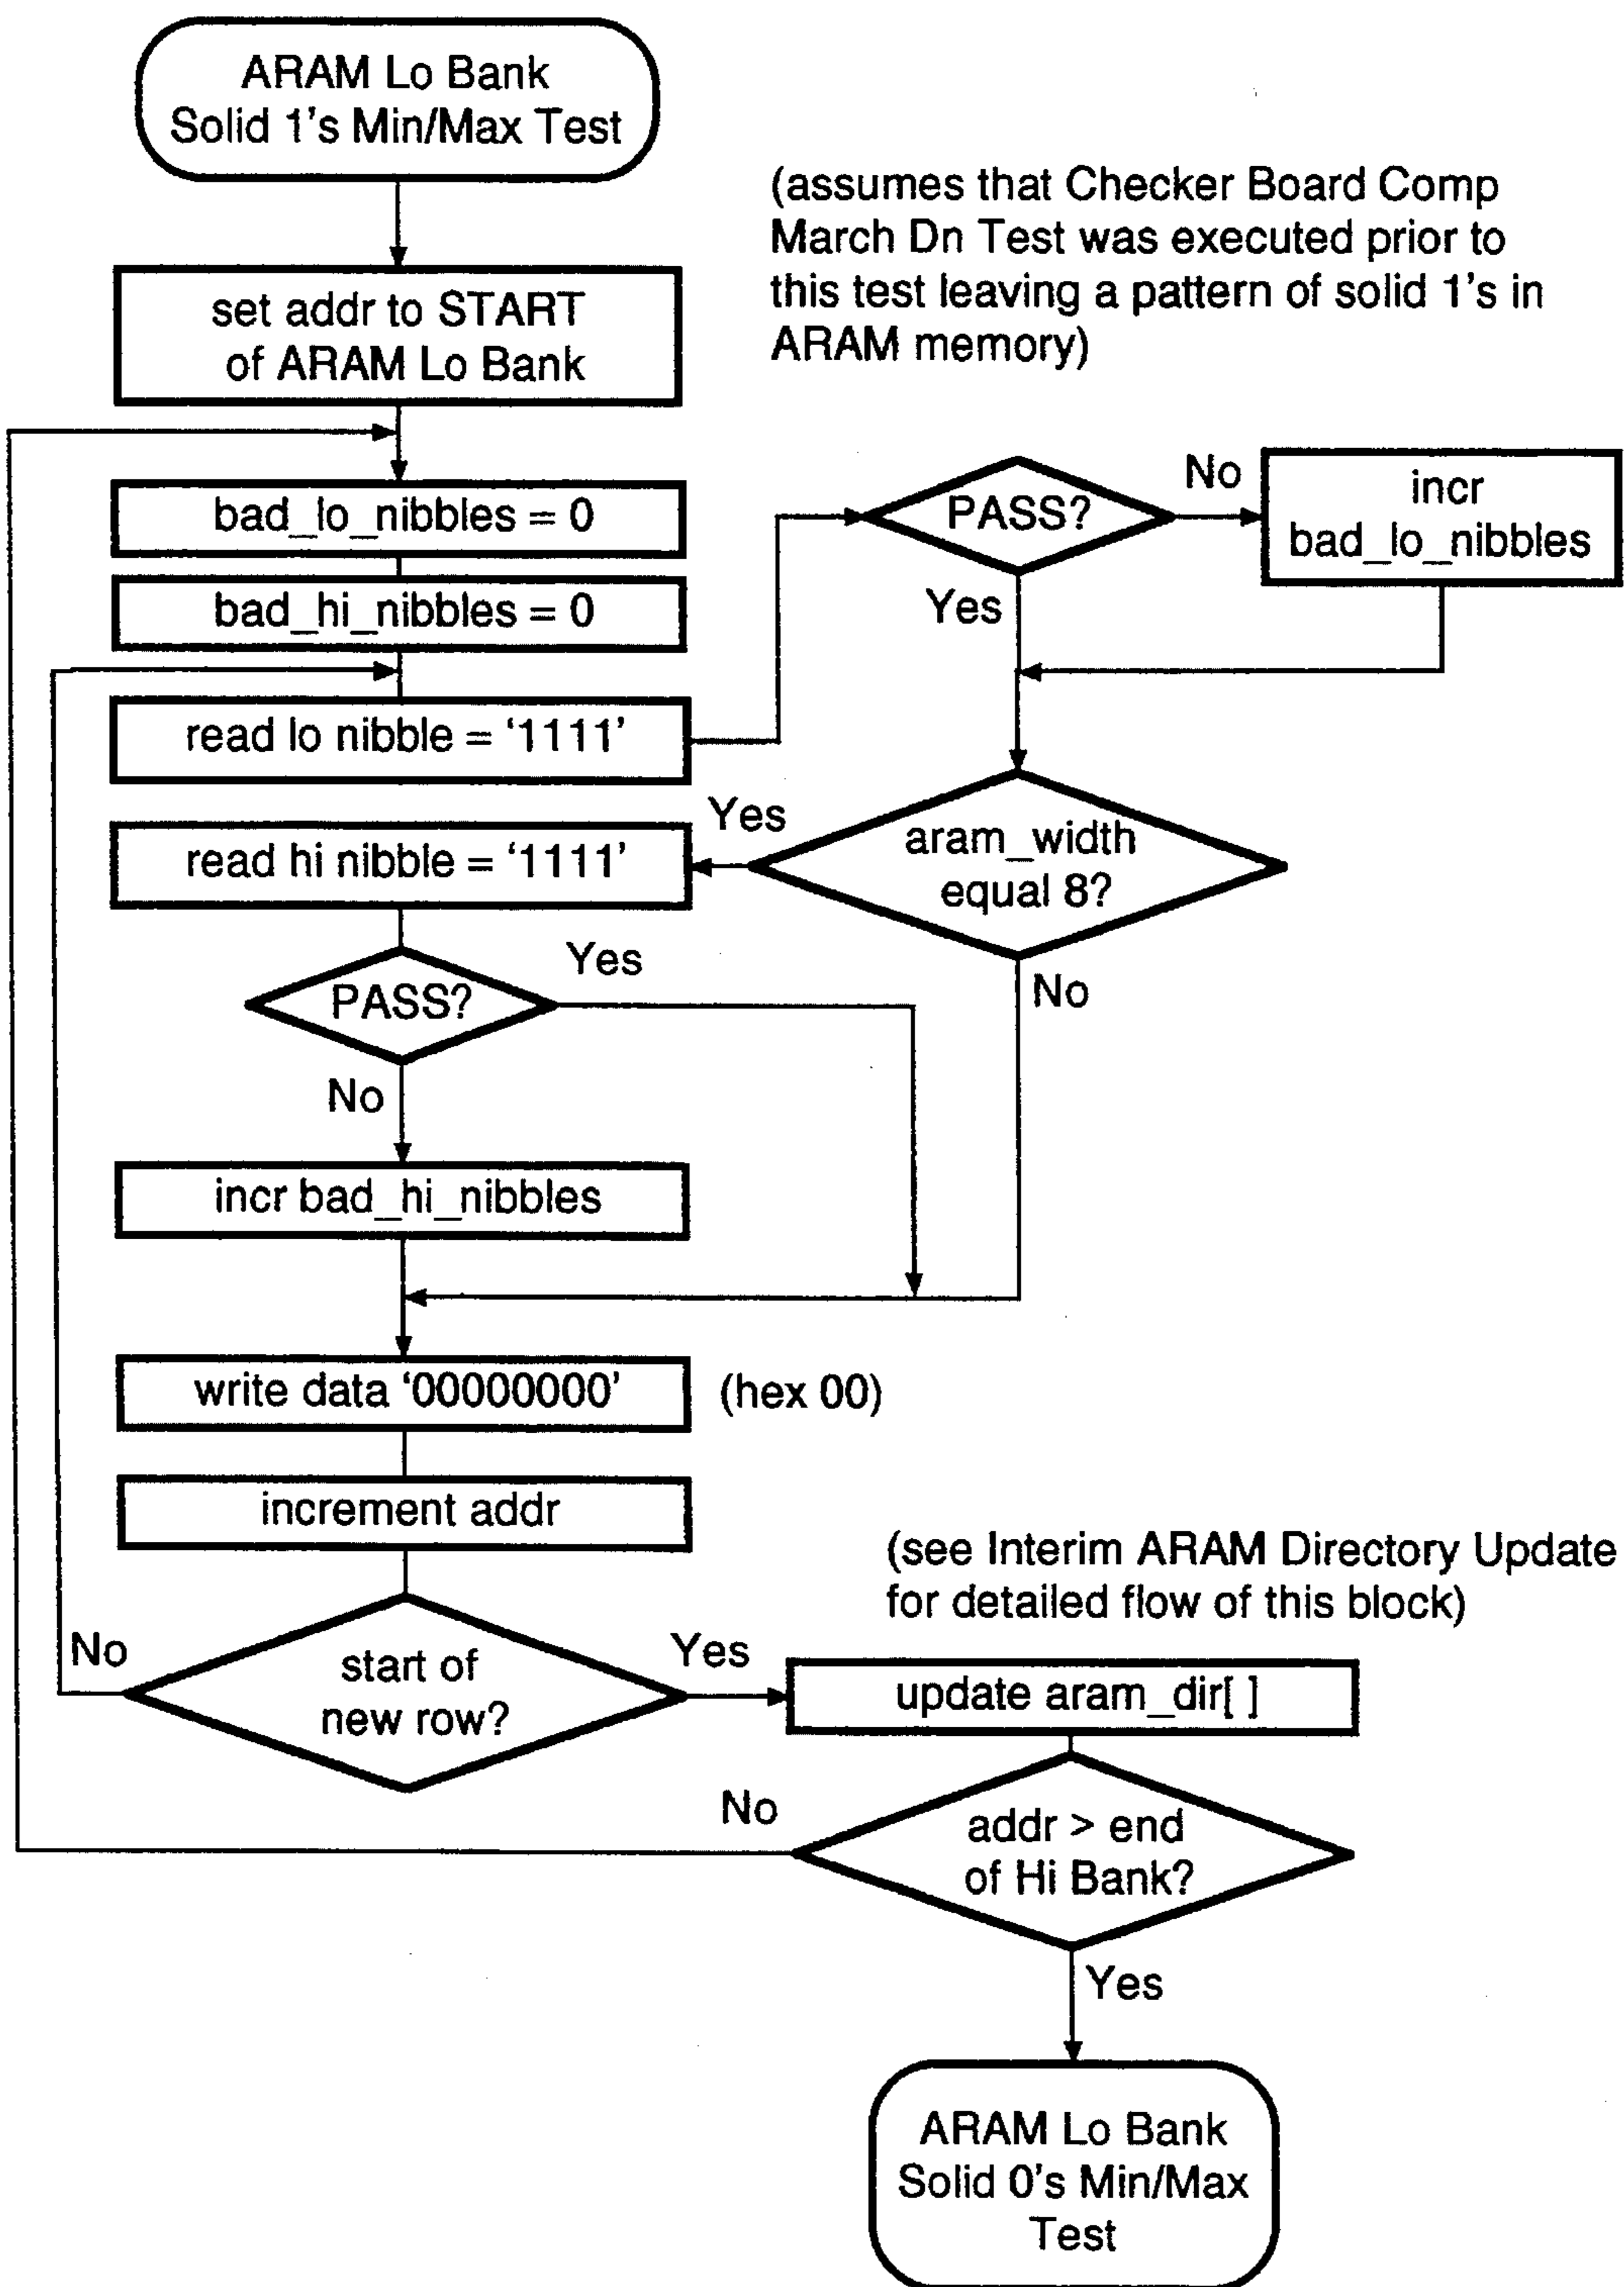 ARAM Lo Bank
Solid 1's Min/Max Test
(assumes that Checker Board Comp
March Dn Test was executed prior to
this test leaving a pattern of solid 1's in
ARAM memory)
set addr to START
of ARAM Lo Bank
bad_lo_nibbles = 0
bad_hi_nibbles = 0
read lo nibble = ‘1111’
PASS?
No
incr
bad_lo_nibbles
Yes
aram_width
equal 8?
Yes
No
read hi nibble = ‘1111’
PASS?
Yes
No
incr bad_hi_nibbles
write data ‘00000000’
(hex 00)
increment addr
start of
new row?
No
Yes
(see Interim ARAM Directory Update
for detailed flow of this block)
update aram_dir[ ]
addr > end
of Hi Bank?
No
Yes
ARAM Lo Bank
Solid 0's Min/Max
Test